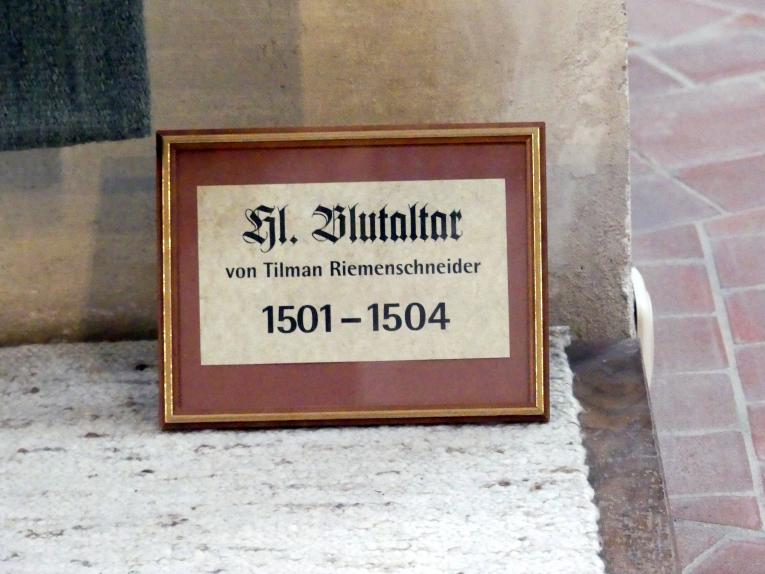 Hl. Blutaltar
von Tilman Riemenschneider
1501–1504